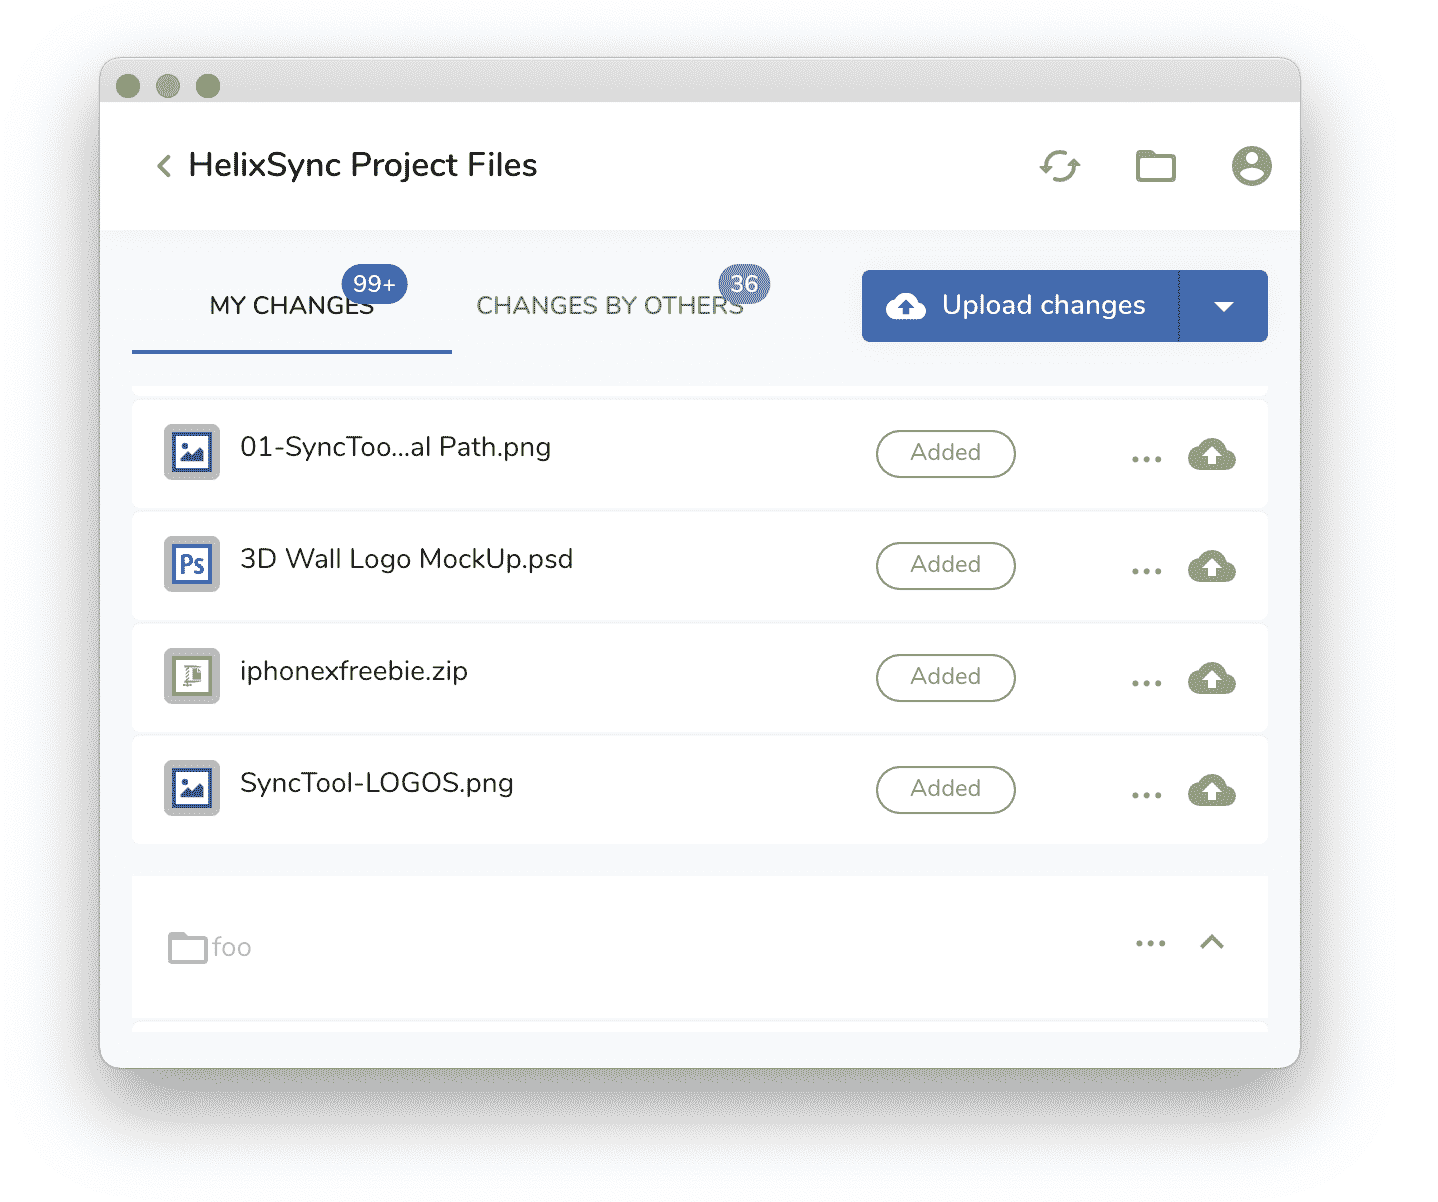 HelixSync Project Files
MY CHANGES 99+
CHANGES BY OTHERS 36
Upload changes
01-SyncToo...al Path.png
Added
Ps
3D Wall Logo MockUp.psd
Added
iphonexfreebie.zip
Added
SyncTool-LOGOS.png
Added
foo